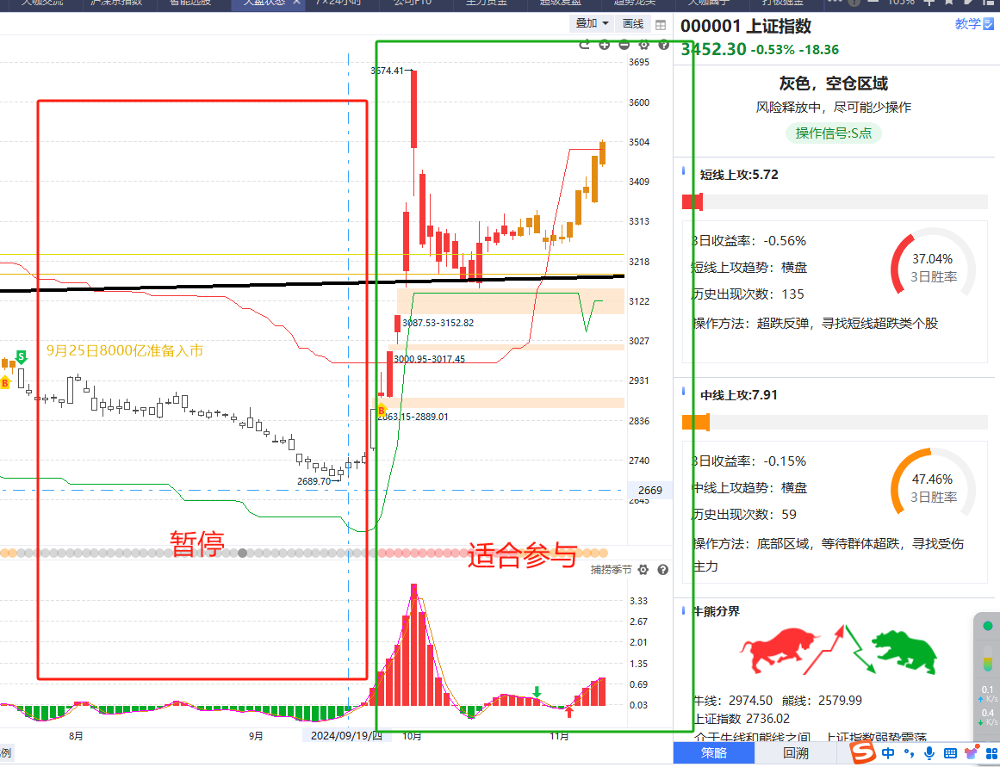 大咖交流 沪深京指数 智能选股 大盘状态 × 7×24小时 公司Pro 主力资金 超级复盘 超势龙头 大咖圈子 打板掘金 105%
叠加 画线
000001 上证指数 教学
3452.30 -0.53% -18.36
灰色，空仓区域
风险释放中，尽可能少操作
操作信号:S点
3674.41
3695
3600
3504
3409
3313
3218
3122
3027
2931
2836
2740
2669
2645
3087.53-3152.82
3000.95-3017.45
2863.15-2889.01
9月25日8000亿准备入市
S
B
B
2689.70
暂停
适合参与
捕捞季节
3.33
2.67
2.01
1.35
0.69
0.03
8月 9月 2024/09/19/四 10月 11月
短线上攻:5.72
3日收益率：-0.56%
短线上攻趋势：横盘
历史出现次数：135
37.04%
3日胜率
操作方法：超跌反弹，寻找短线超跌类个股
中线上攻:7.91
3日收益率：-0.15%
中线上攻趋势：横盘
历史出现次数：59
47.46%
3日胜率
操作方法：底部区域，等待群体超跌，寻找受伤
主力
牛熊分界
牛线：2974.50 熊线：2579.99
上证指数 2736.02
介于牛线和熊线之间，上证指数弱势震荡
0.1
K/s
0.4
K/s
策略 回溯
S 中
例